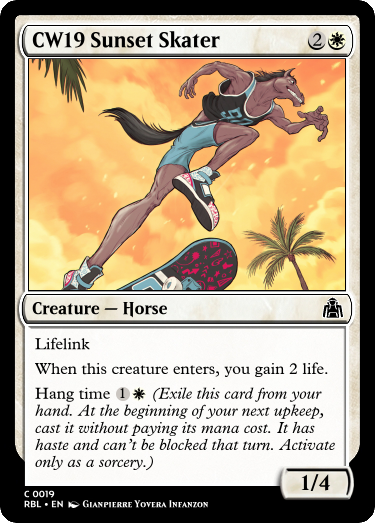 CW19 Sunset Skater 2
Creature — Horse
Lifelink
When this creature enters, you gain 2 life.
Hang time 1 (Exile this card from your
hand. At the beginning of your next upkeep,
cast it without paying its mana cost. It has
haste and can't be blocked that turn. Activate
only as a sorcery.)
1/4
C 0019
RBL • EN Gianpierre Yovera Infanzon